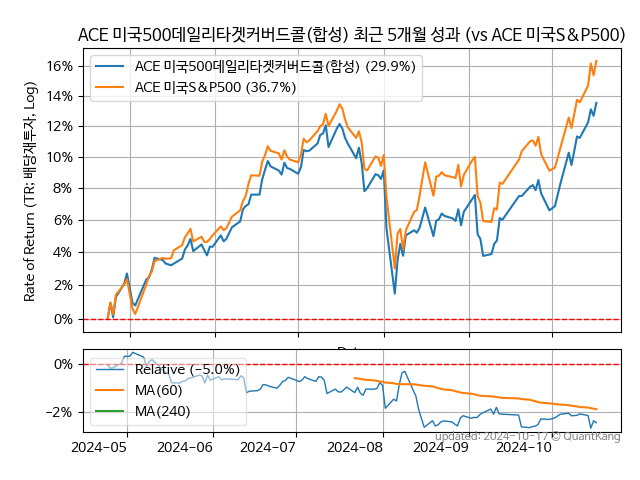 ACE 미국500데일리타겟커버드콜(합성) 최근 5개월 성과 (vs ACE 미국S&P500)
Rate of Return (TR: 배당재투자, Log)
16%
14%
12%
10%
8%
6%
4%
2%
0%
ACE 미국500데일리타겟커버드콜(합성) (29.9%)
ACE 미국S&P500 (36.7%)
0%
−2%
Relative (−5.0%)
MA(60)
MA(240)
updated: 2024-10-17 © QuantKang
2024-05 2024-06 2024-07 2024-08 2024-09 2024-10